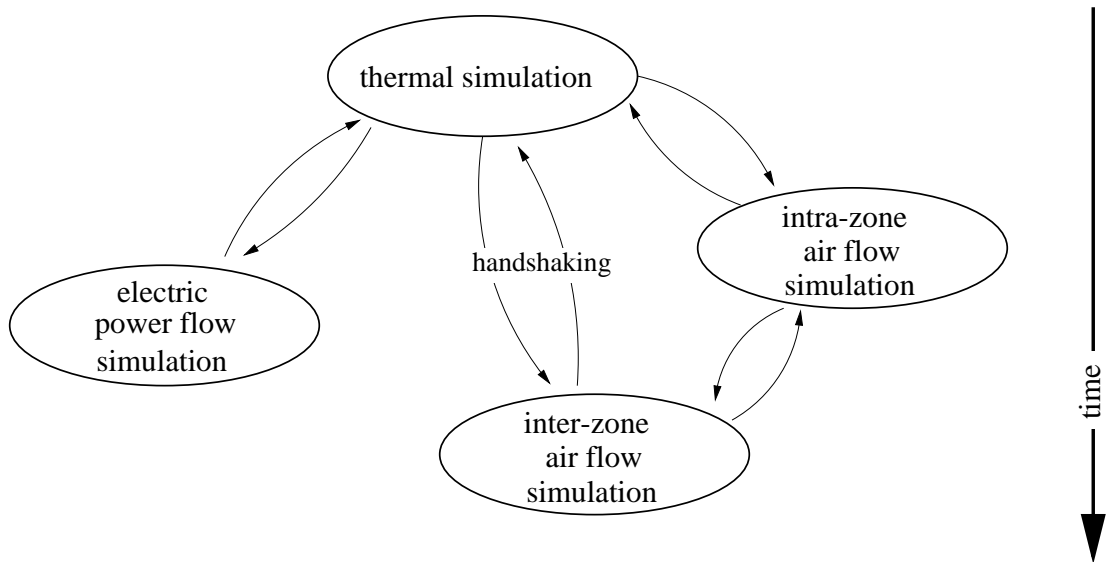 thermal simulation
intra-zone
air flow
simulation
handshaking
electric
power flow
simulation
inter-zone
air flow
simulation
time